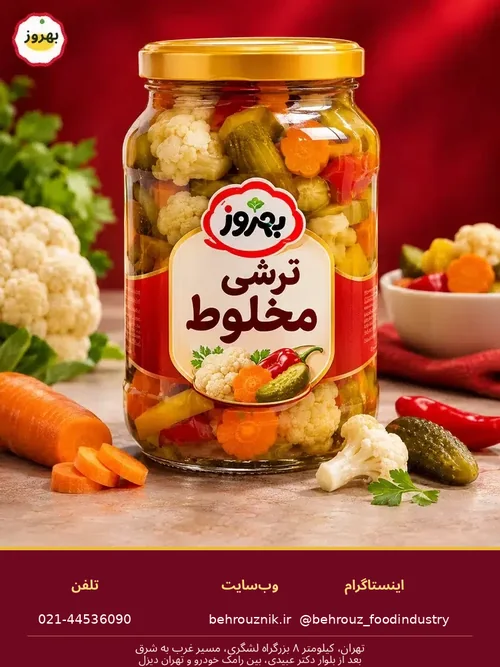 بهروز
بهروز
ترشی
مخلوط
اینستاگرام
وب‌سایت
تلفن
@behrouz_foodindustry
behrouznik.ir
021-44536090
تهران، کیلومتر ۸ بزرگراه لشگری، مسیر غرب به شرق
بعد از بلوار دکتر عبیدی، بین رامک خودرو و تهران دیزل